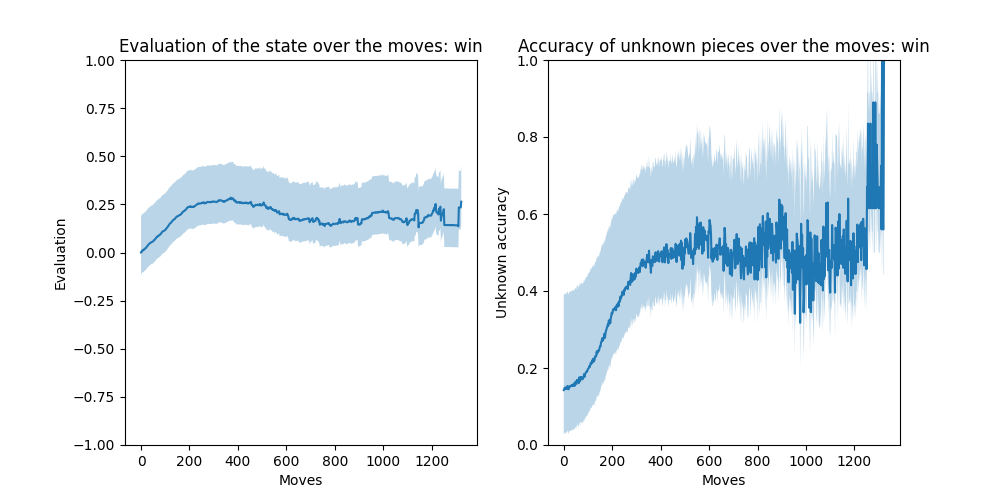 Evaluation of the state over the moves: win
1.00
0.75
0.50
0.25
0.00
−0.25
−0.50
−0.75
−1.00
Evaluation
0 200 400 600 800 1000 1200
Moves
Accuracy of unknown pieces over the moves: win
1.0
0.8
0.6
0.4
0.2
0.0
Unknown accuracy
0 200 400 600 800 1000 1200
Moves